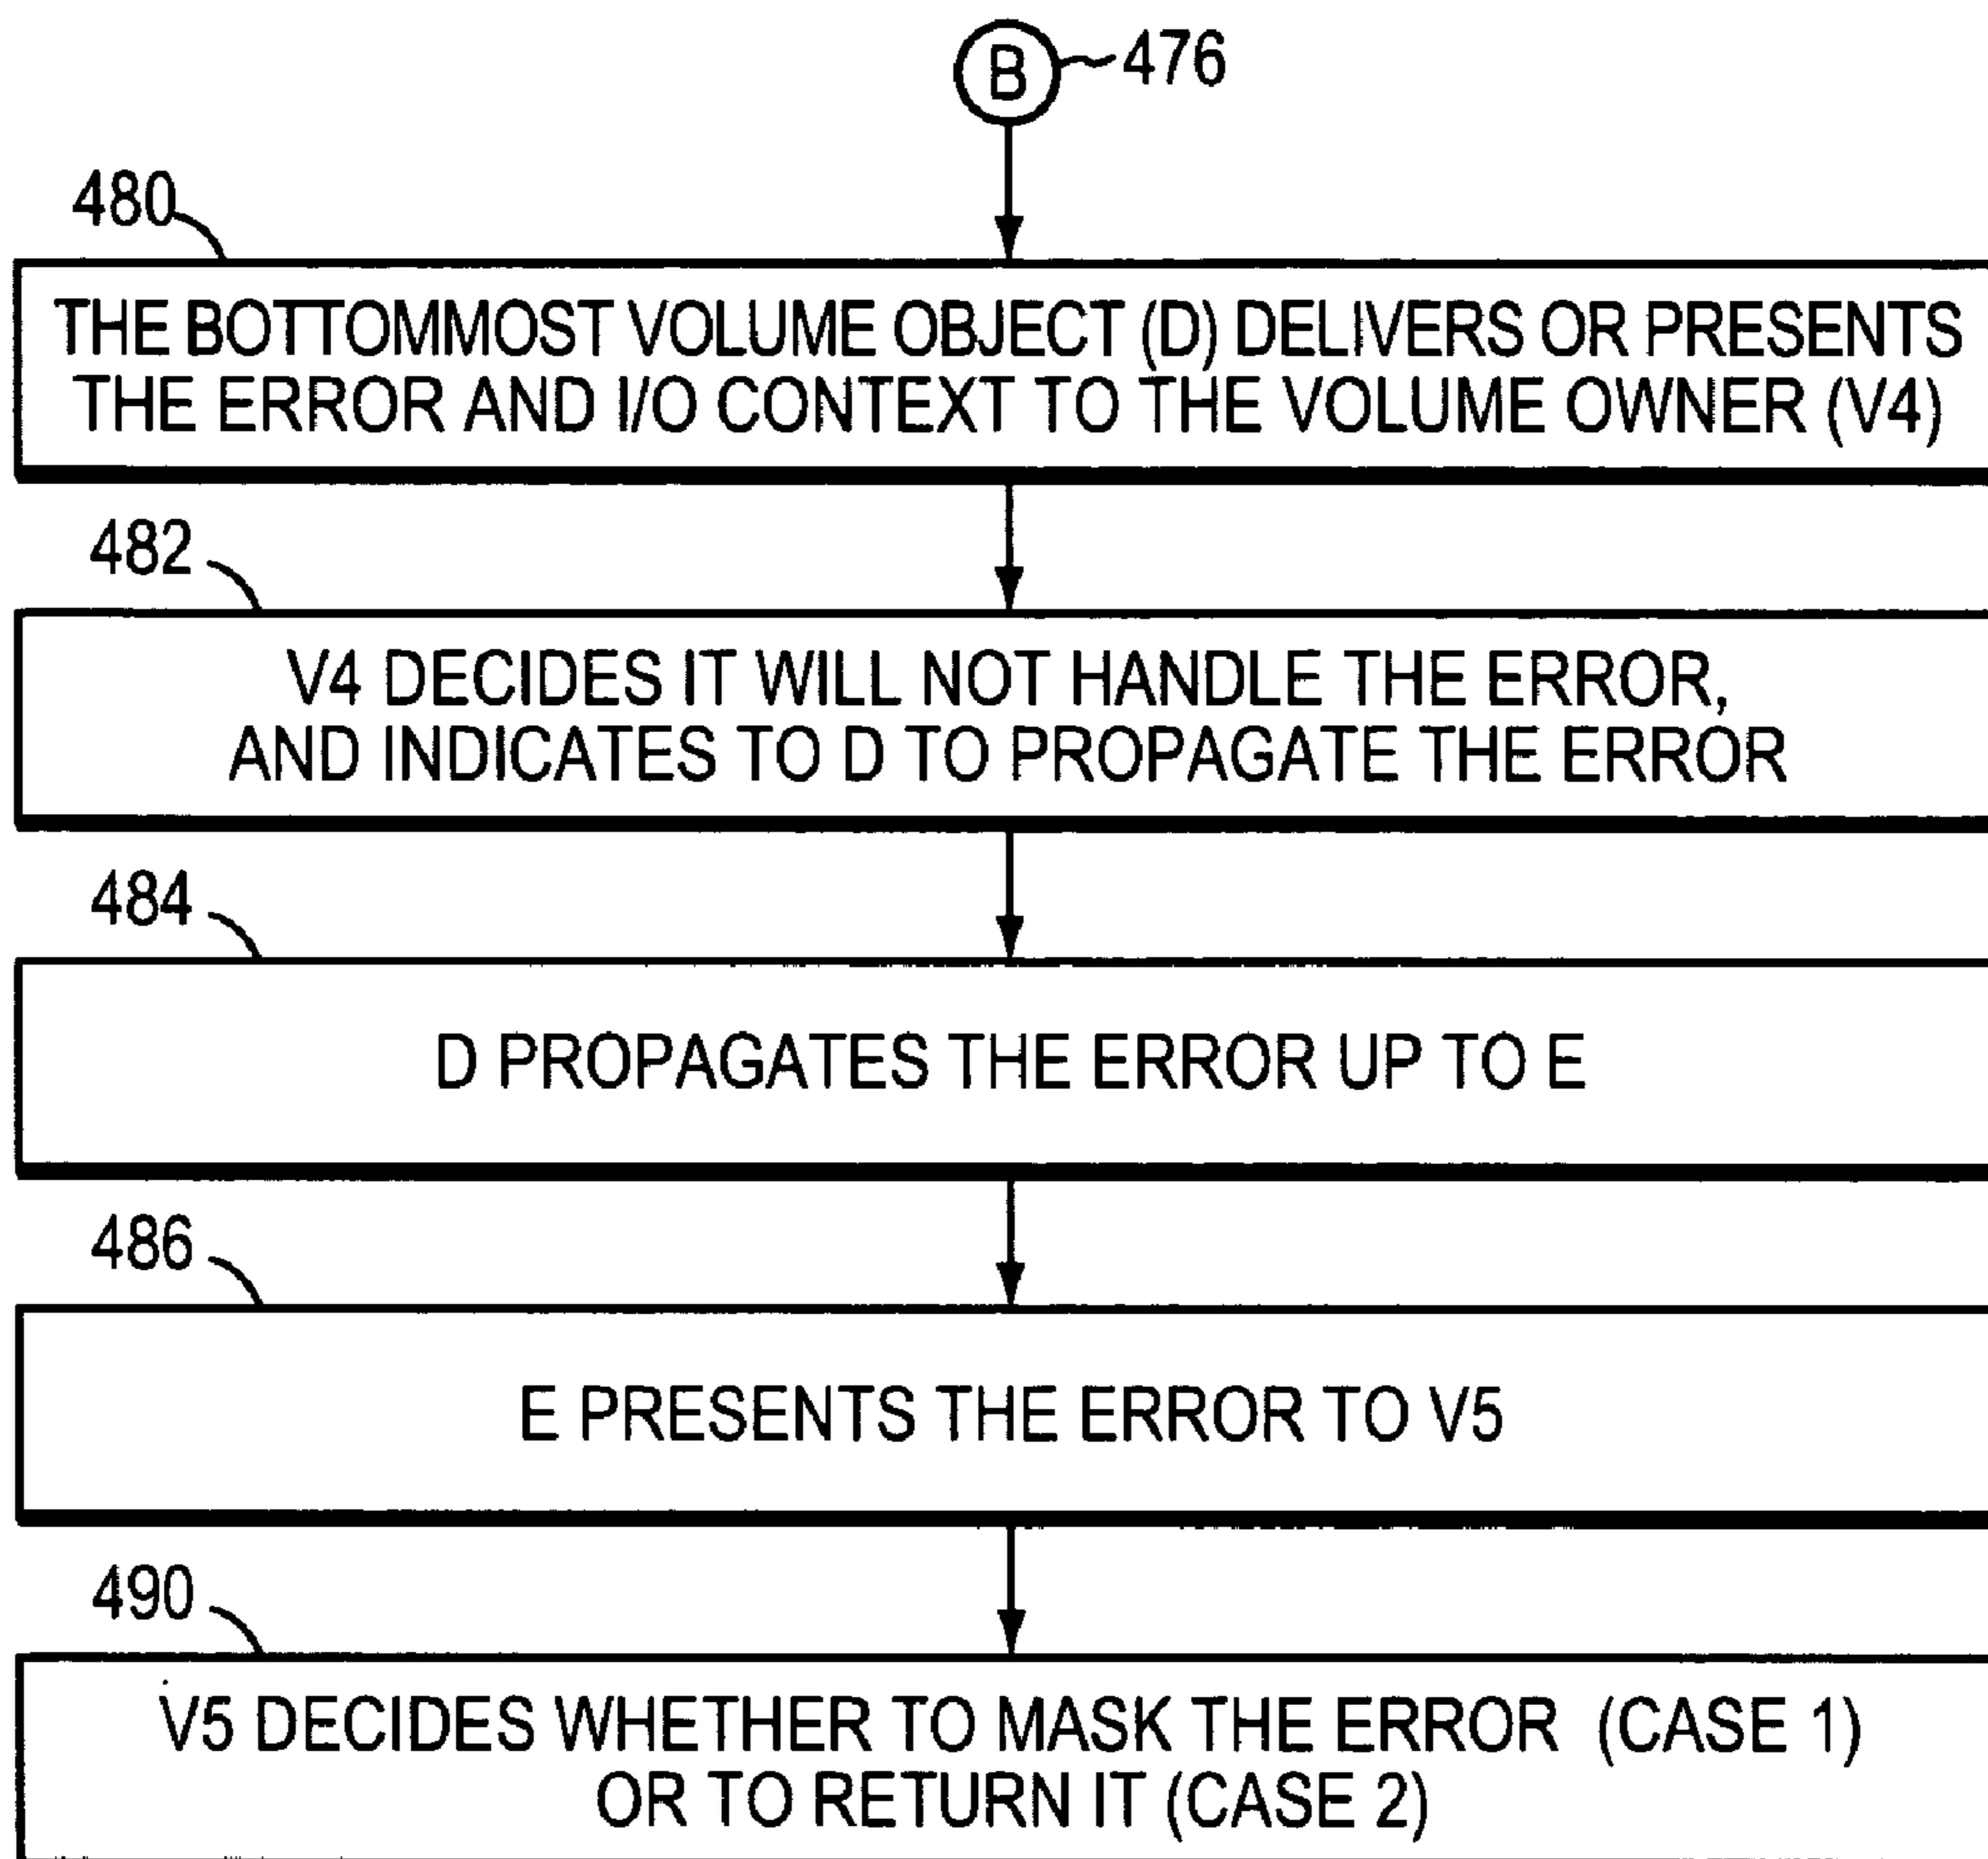 B 476
480
THE BOTTOMMOST VOLUME OBJECT (D) DELIVERS OR PRESENTS
THE ERROR AND I/O CONTEXT TO THE VOLUME OWNER (V4)
482
V4 DECIDES IT WILL NOT HANDLE THE ERROR,
AND INDICATES TO D TO PROPAGATE THE ERROR
484
D PROPAGATES THE ERROR UP TO E
486
E PRESENTS THE ERROR TO V5
490
V5 DECIDES WHETHER TO MASK THE ERROR (CASE 1)
OR TO RETURN IT (CASE 2)